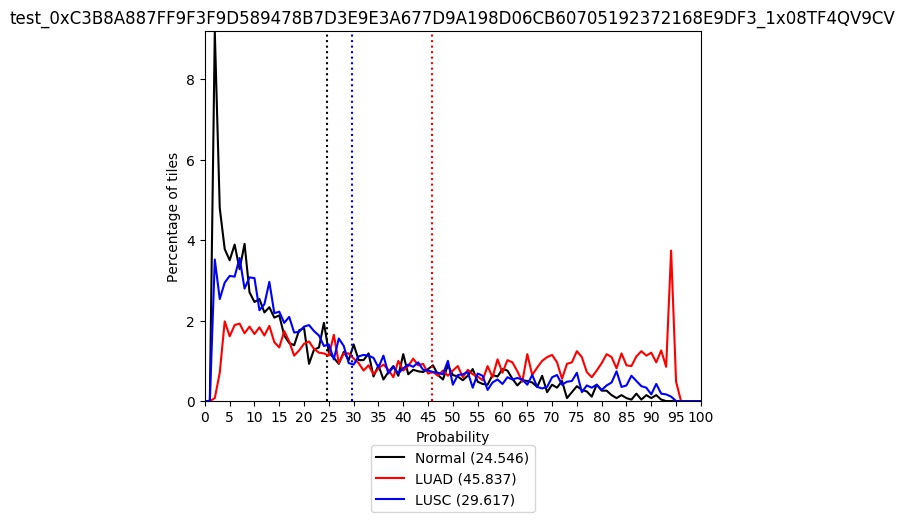 test_0xC3B8A887FF9F3F9D589478B7D3E9E3A677D9A198D06CB607051923​72168E9DF3_1x08TF4QV9CV
8
6
4
2
0
Percentage of tiles
0 5 10 15 20 25 30 35 40 45 50 55 60 65 70 75 80 85 90 95 100
Probability
Normal (24.546)
LUAD (45.837)
LUSC (29.617)